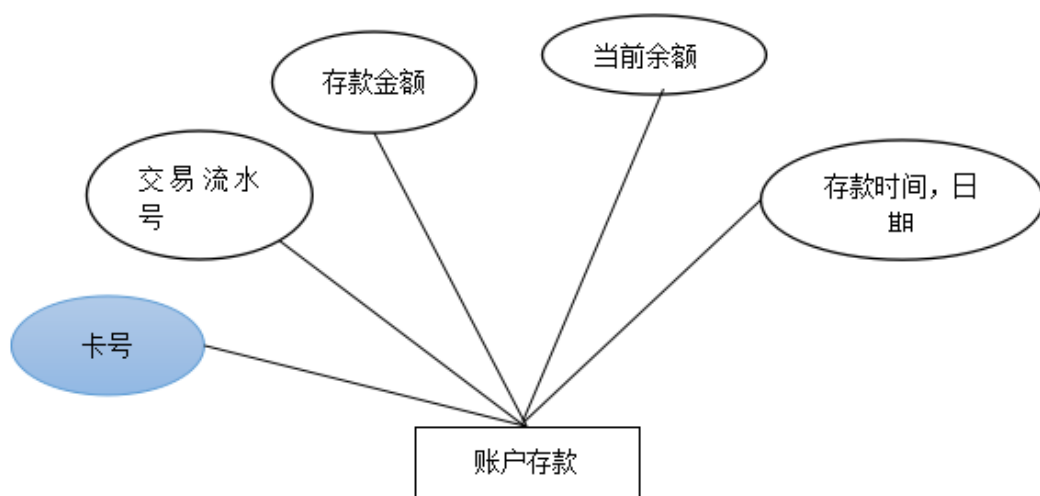 当前余额
存款金额
交易流水
号
存款时间，日
期
卡号
账户存款